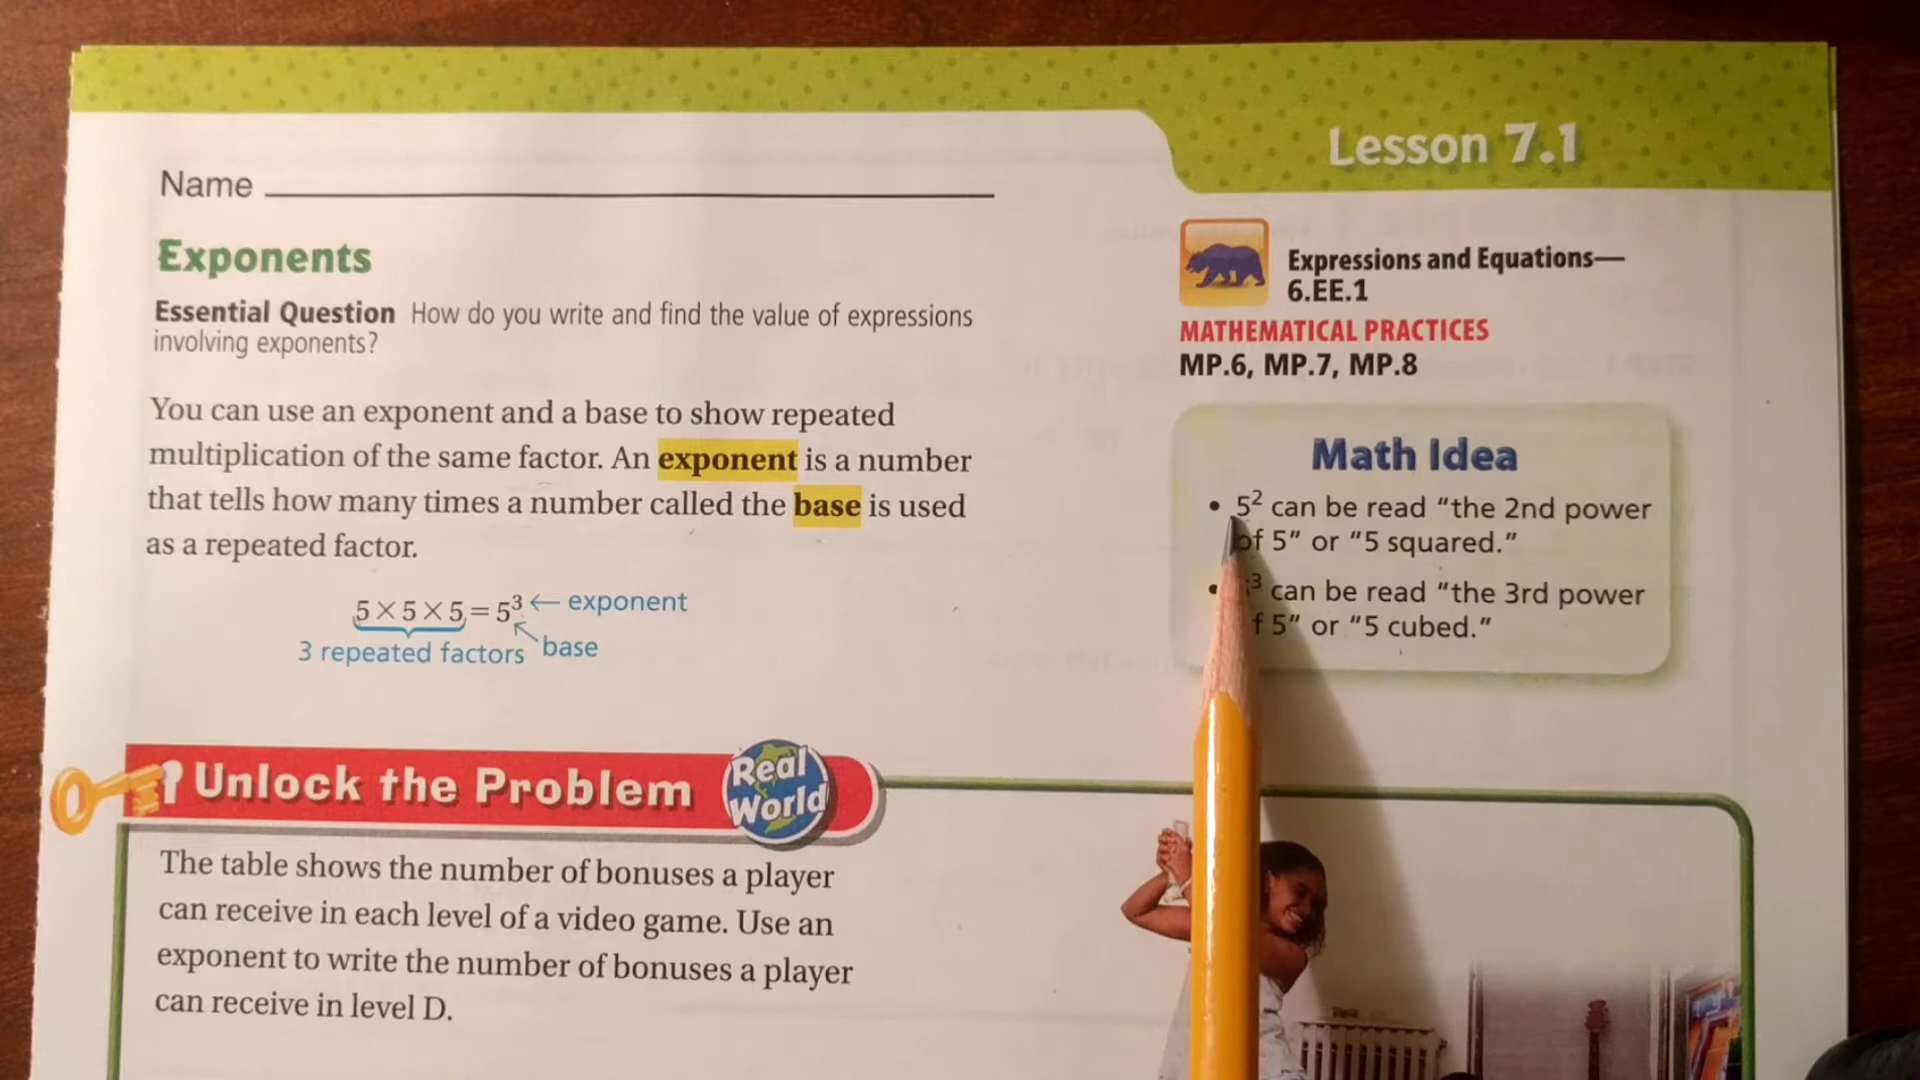 Lesson 7.1
Name
Exponents
Essential Question How do you write and find the value of expressions
involving exponents?
You can use an exponent and a base to show repeated
multiplication of the same factor. An exponent is a number
that tells how many times a number called the base is used
as a repeated factor.
5 × 5 × 5 = 5³ ← exponent
3 repeated factors base
Expressions and Equations—
6.EE.1
MATHEMATICAL PRACTICES
MP.6, MP.7, MP.8
Math Idea
• 5² can be read “the 2nd power
of 5” or “5 squared.”
• ³ can be read “the 3rd power
f 5” or “5 cubed.”
Unlock the Problem
Real
World
The table shows the number of bonuses a player
can receive in each level of a video game. Use an
exponent to write the number of bonuses a player
can receive in level D.